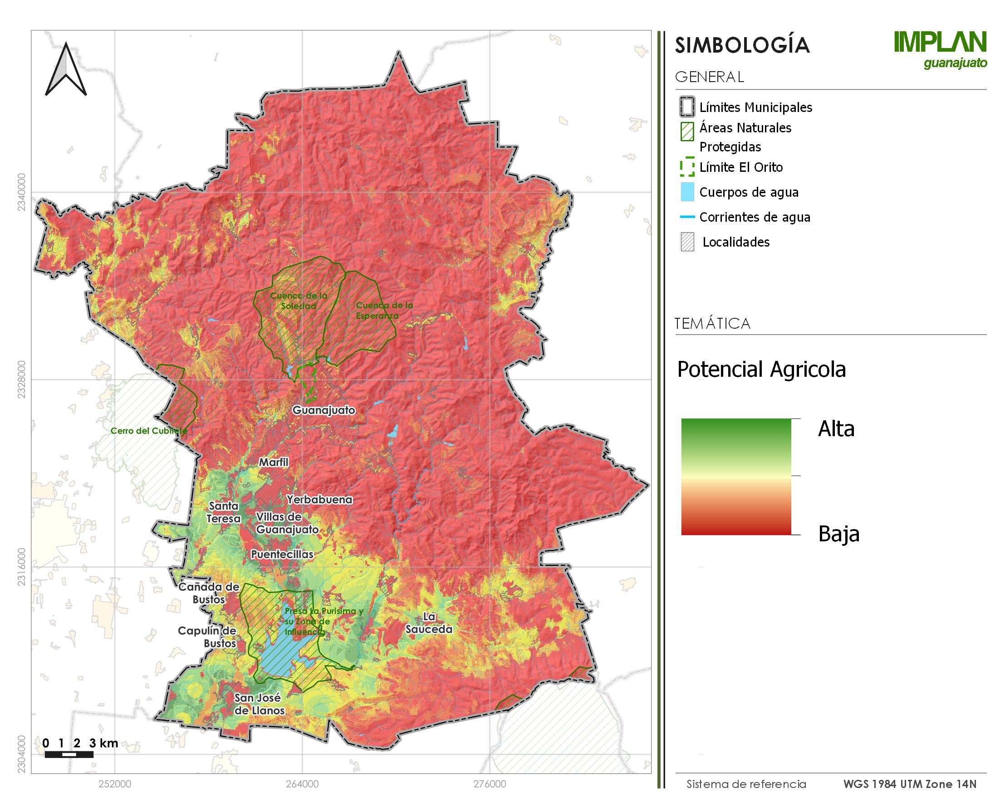 SIMBOLOGÍA
IMPLAN
guanajuato
GENERAL
Límites Municipales
Áreas Naturales
Protegidas
Límite El Orito
Cuerpos de agua
Corrientes de agua
Localidades
TEMÁTICA
Potencial Agricola
Alta
Baja
Sistema de referencia
WGS 1984 UTM Zone 14N
2340000
2328000
2316000
2304000
252000
264000
276000
0 1 2 3 km
Cuenca de la
Soledad
Cuenca de la
Esperanza
Guanajuato
Cerro del Cubilete
Marfil
Yerbabuena
Santa
Teresa
Villas de
Guanajuato
Puentecillas
Cañada de
Bustos
Presa La Purisima y
su Zona de
Influencia
La
Sauceda
Capulín de
Bustos
San José
de Llanos